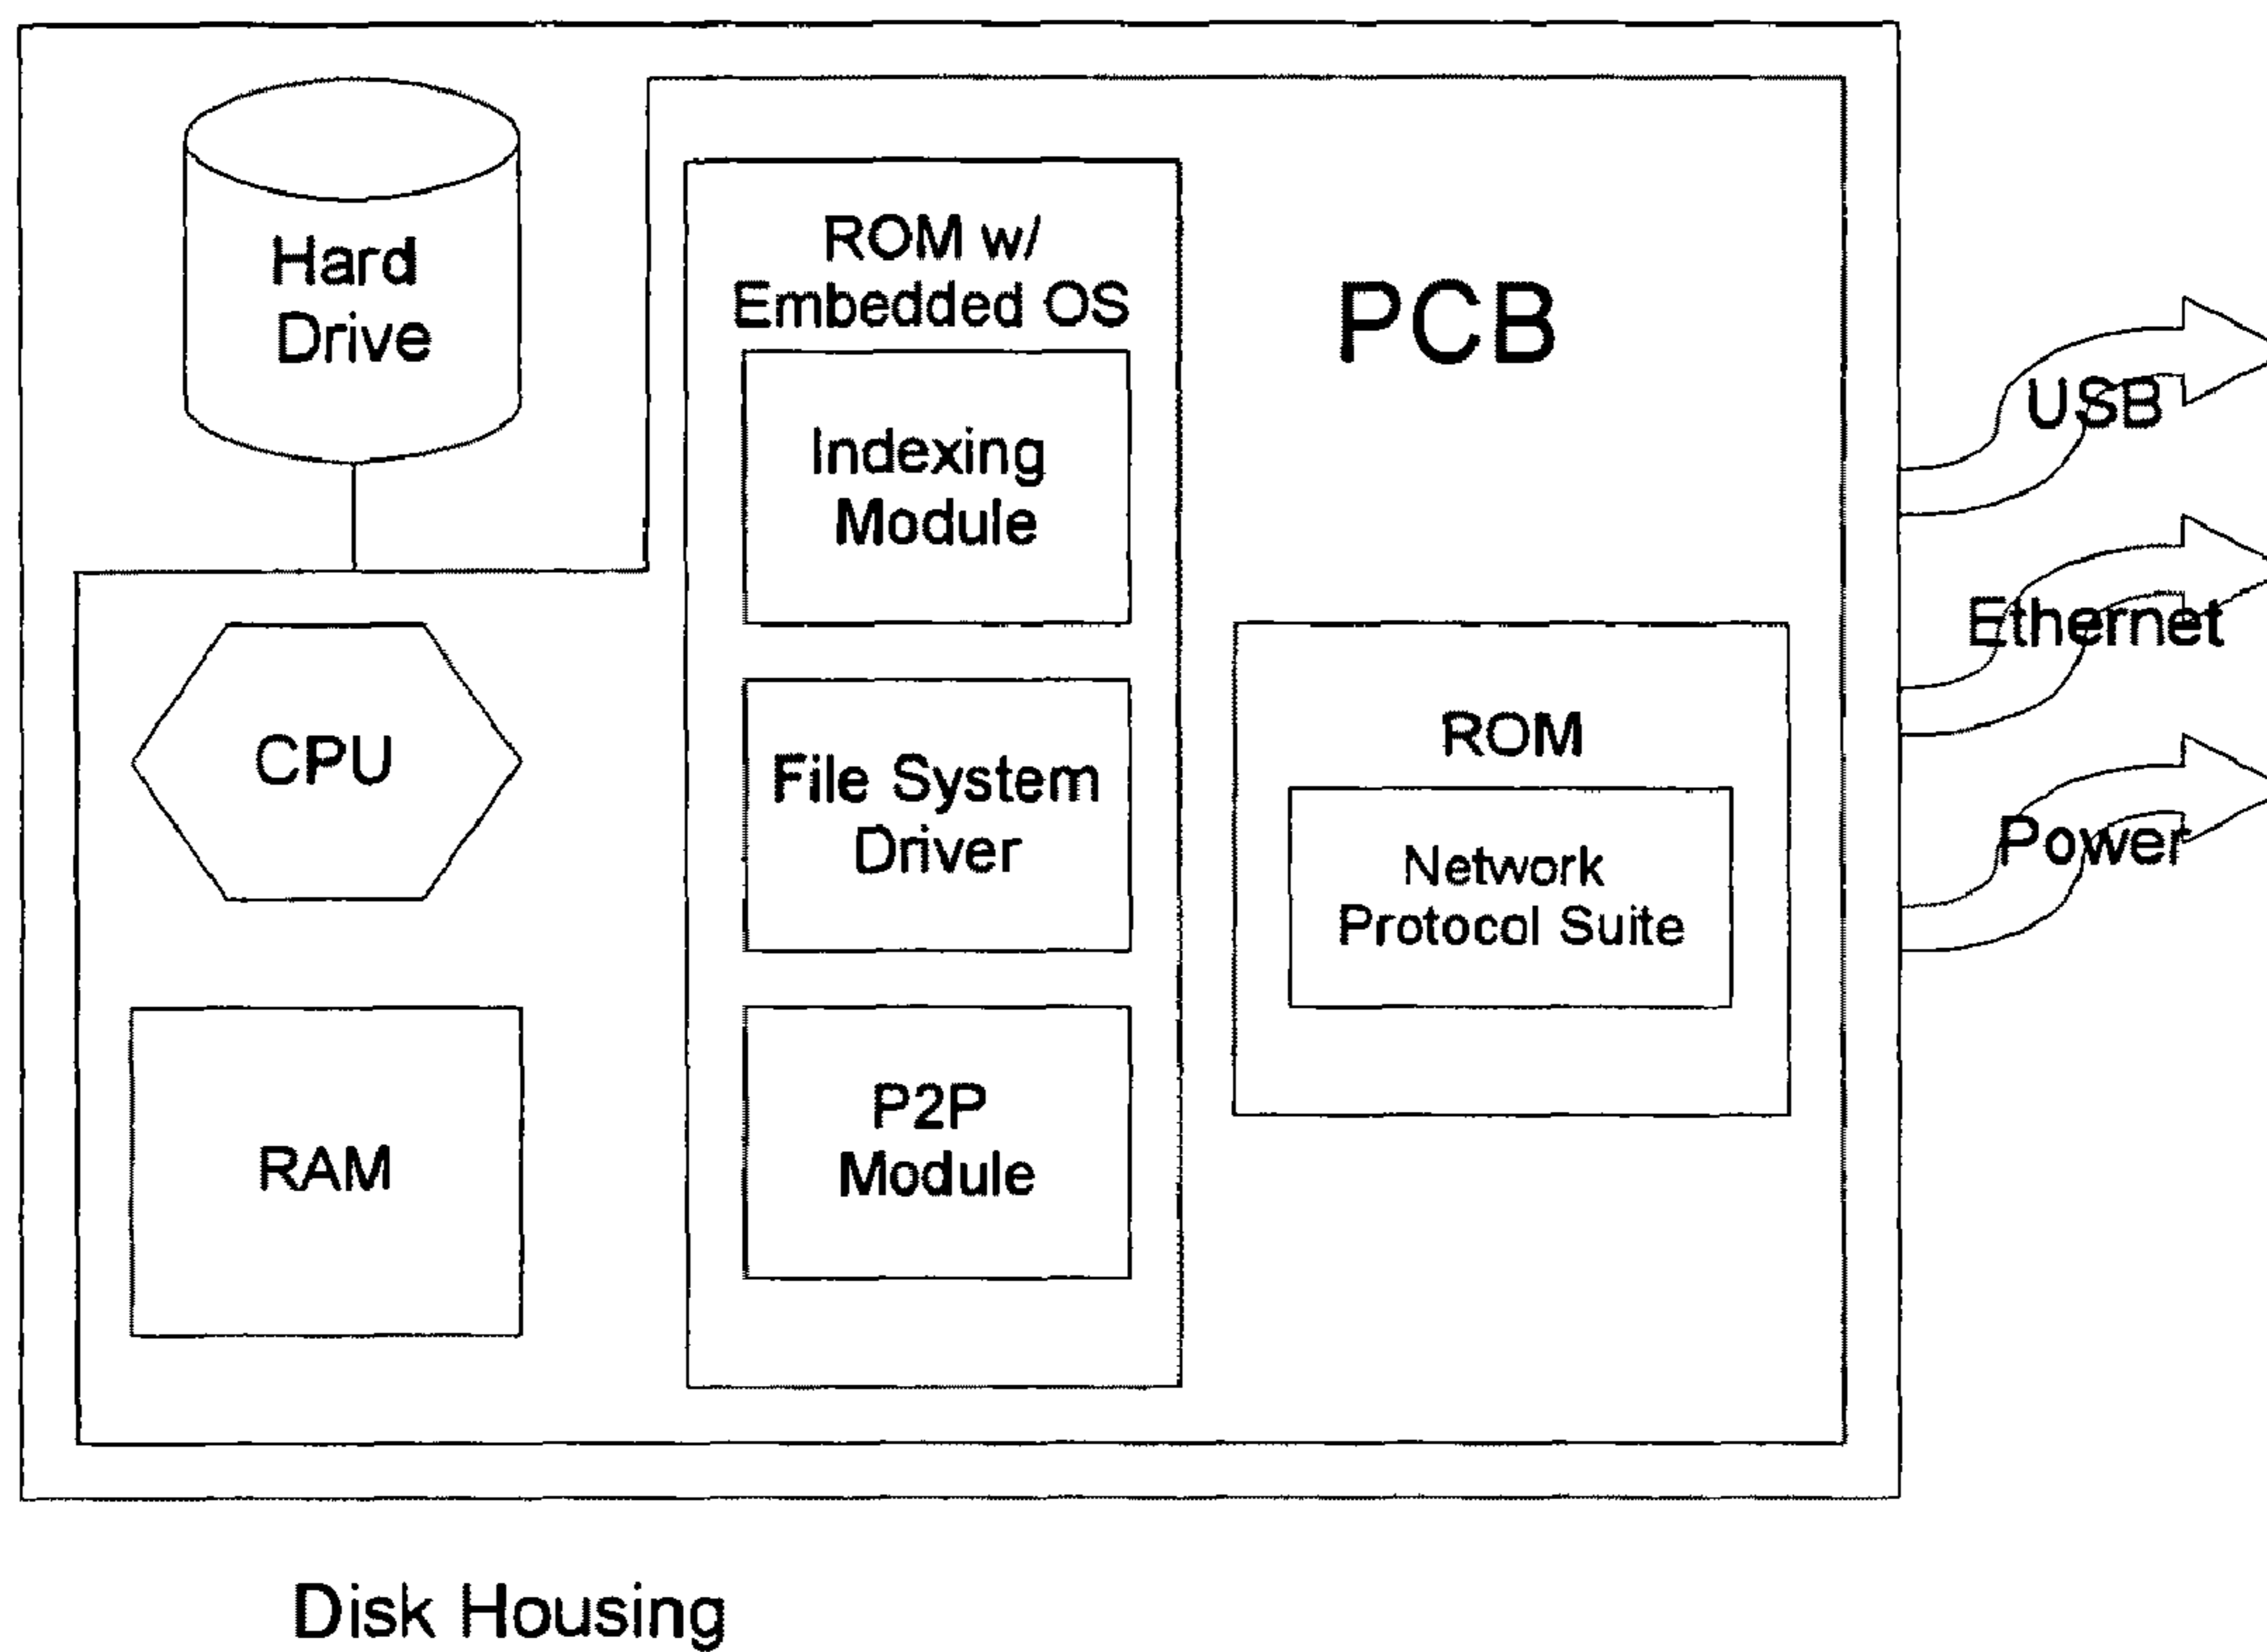 Hard
Drive
ROM w/
Embedded OS
PCB
Indexing
Module
USB
CPU
File System
Driver
ROM
Network
Protocol Suite
Ethernet
Power
RAM
P2P
Module
Disk Housing